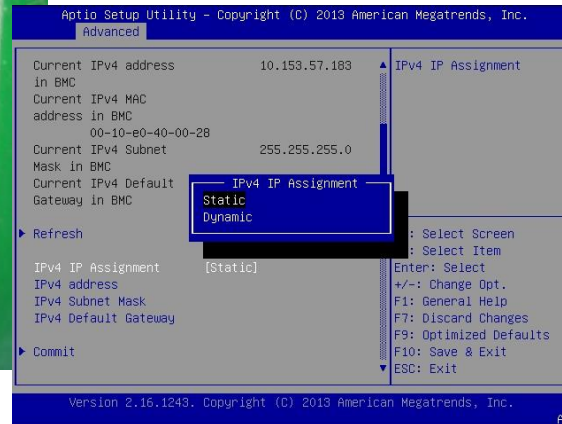 Aptio Setup Utility – Copyright (C) 2013 American Megatrends, Inc.
Advanced
Current IPv4 address 10.153.57.183
in BMC
Current IPv4 MAC
address in BMC
00-10-e0-40-00-28
Current IPv4 Subnet 255.255.255.0
Mask in BMC
Current IPv4 Default
Gateway in BMC
IPv4 IP Assignment
Static
Dynamic
Refresh
IPv4 IP Assignment [Static]
IPv4 address
IPv4 Subnet Mask
IPv4 Default Gateway
Commit
IPv4 IP Assignment
: Select Screen
: Select Item
Enter: Select
+/-: Change Opt.
F1: General Help
F7: Discard Changes
F9: Optimized Defaults
F10: Save & Exit
ESC: Exit
Version 2.16.1243. Copyright (C) 2013 American Megatrends, Inc.